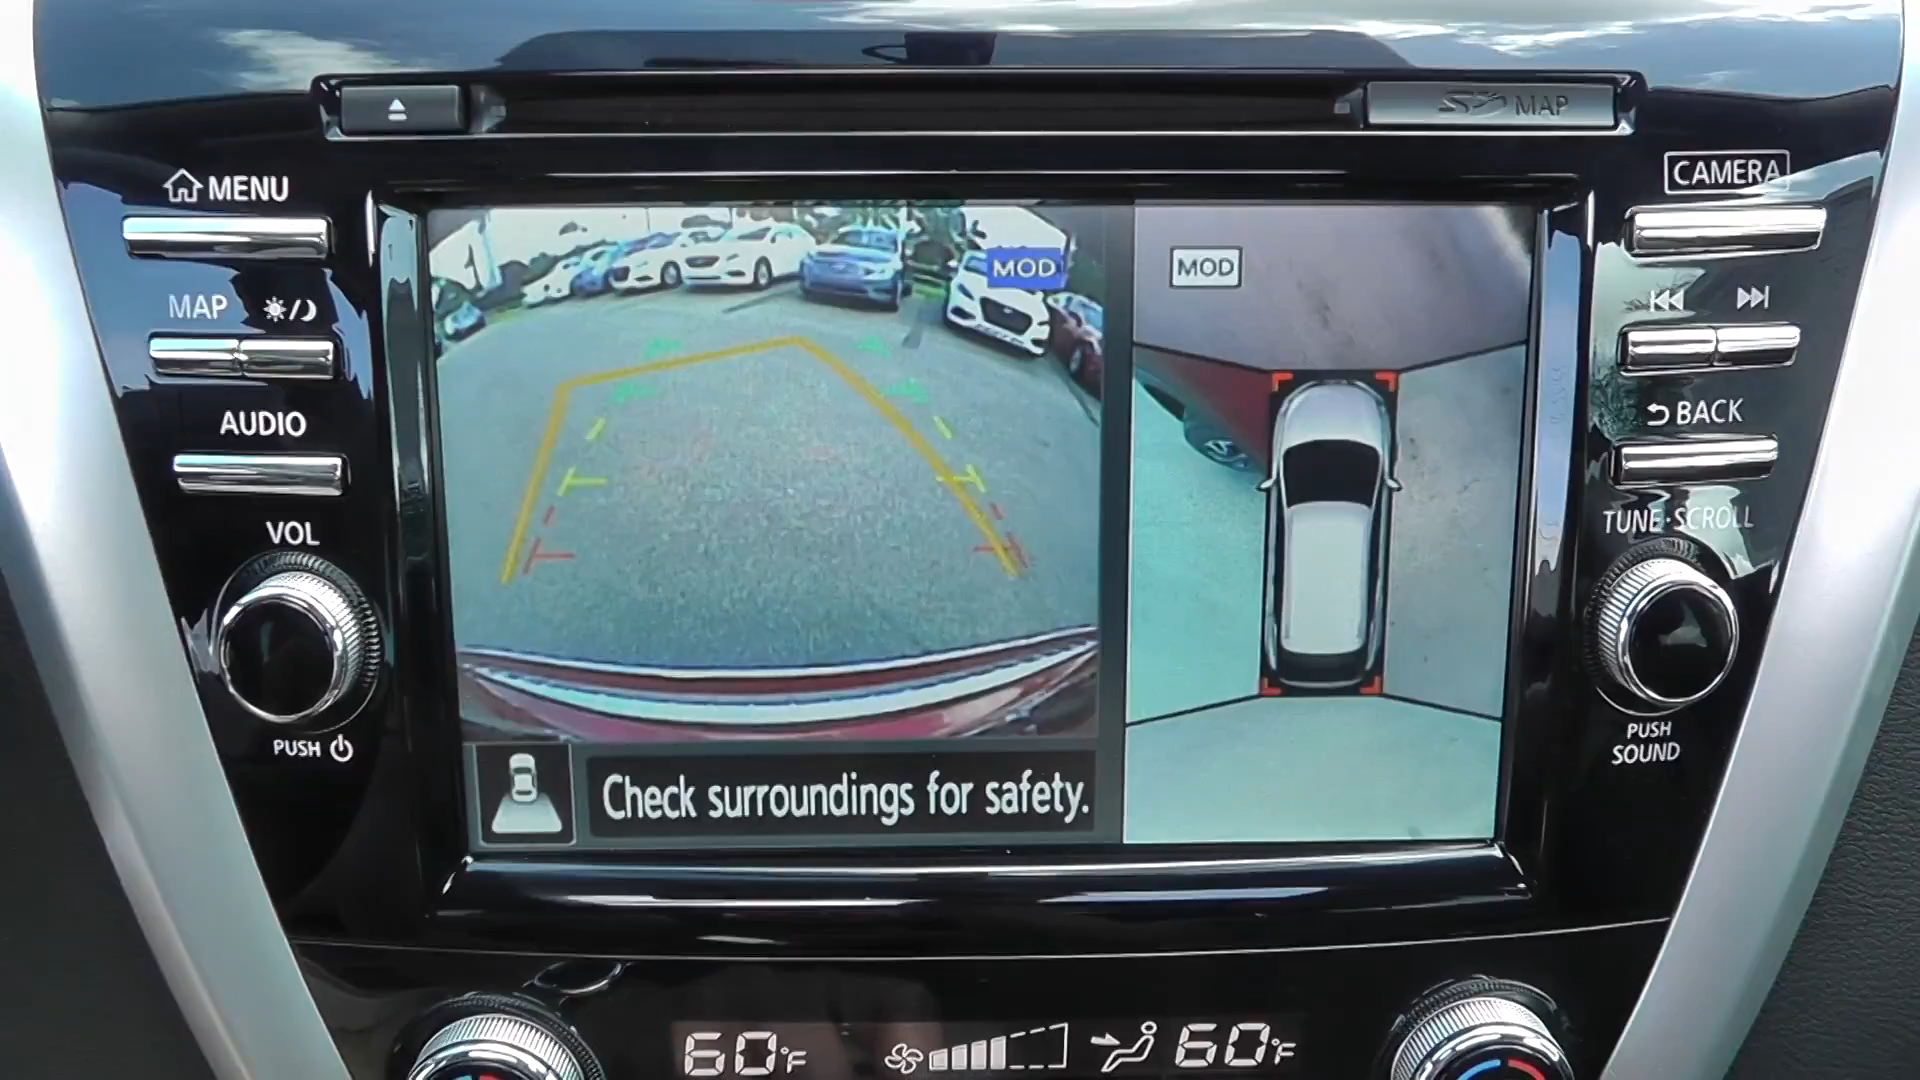 SD MAP
MENU
CAMERA
MOD
MOD
MAP
AUDIO
BACK
VOL
TUNE·SCROLL
PUSH
PUSH
SOUND
Check surroundings for safety.
60°F
60°F